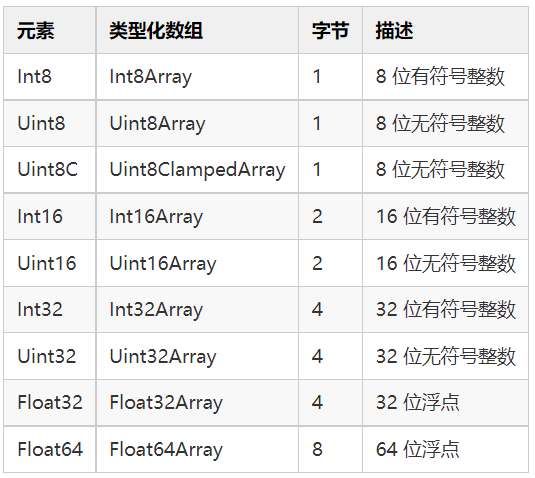 元素 类型化数组 字节 描述
Int8 Int8Array 1 8 位有符号整数
Uint8 Uint8Array 1 8 位无符号整数
Uint8C Uint8ClampedArray 1 8 位无符号整数
Int16 Int16Array 2 16 位有符号整数
Uint16 Uint16Array 2 16 位无符号整数
Int32 Int32Array 4 32 位有符号整数
Uint32 Uint32Array 4 32 位无符号整数
Float32 Float32Array 4 32 位浮点
Float64 Float64Array 8 64 位浮点